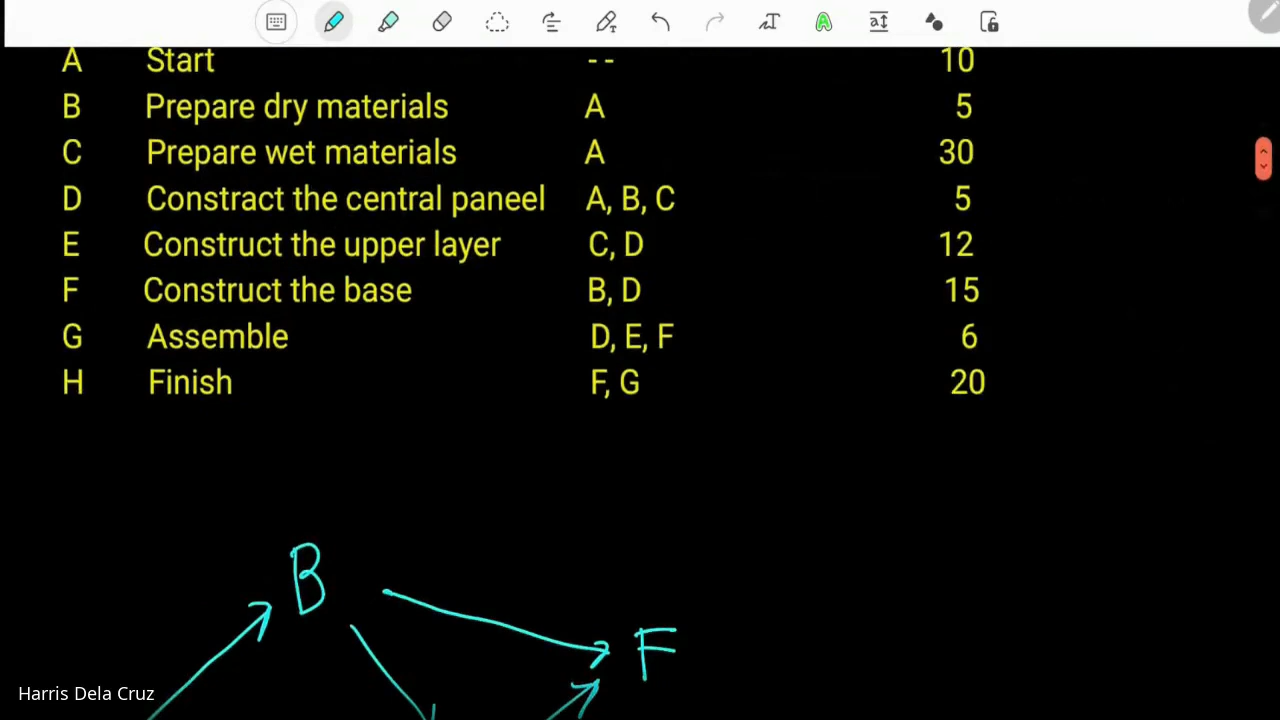 A Start -- 10
B Prepare dry materials A 5
C Prepare wet materials A 30
D Constract the central paneel A, B, C 5
E Construct the upper layer C, D 12
F Construct the base B, D 15
G Assemble D, E, F 6
H Finish F, G 20
B
F
Harris Dela Cruz